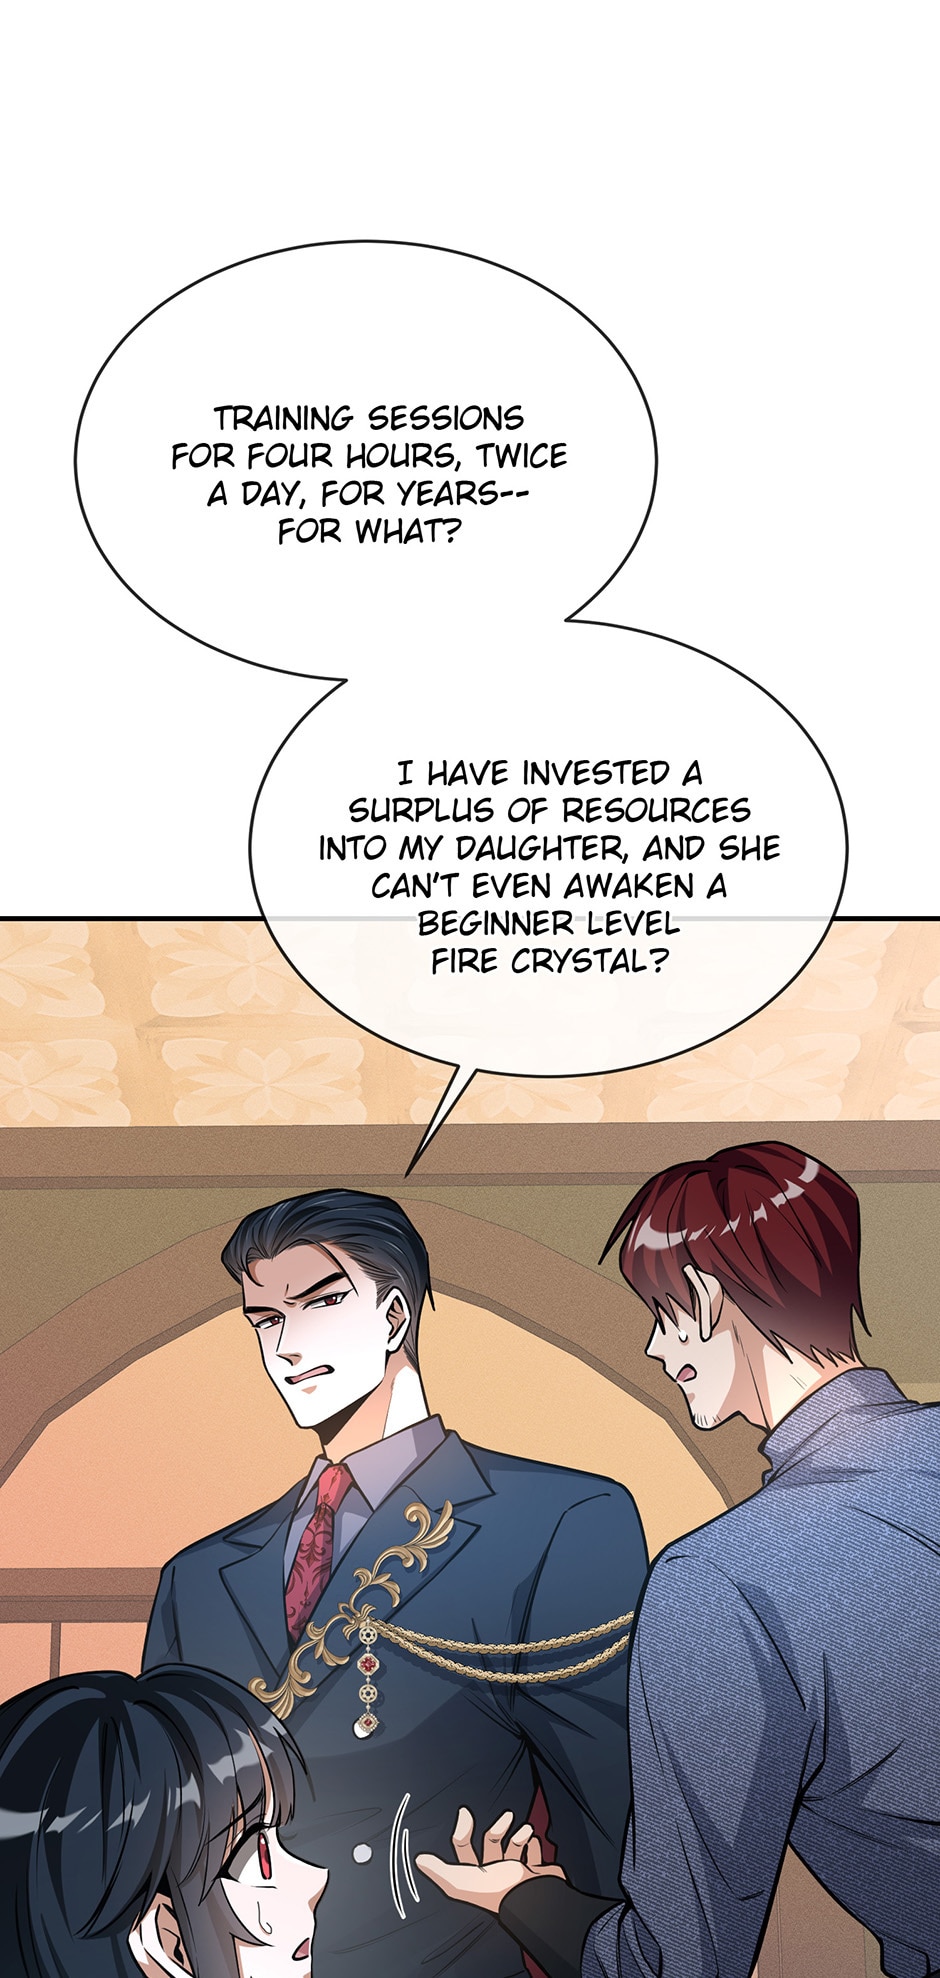 TRAINING SESSIONS
FOR FOUR HOURS, TWICE
A DAY, FOR YEARS--
FOR WHAT?
I HAVE INVESTED A
SURPLUS OF RESOURCES
INTO MY DAUGHTER, AND SHE
CAN'T EVEN AWAKEN A
BEGINNER LEVEL
FIRE CRYSTAL?